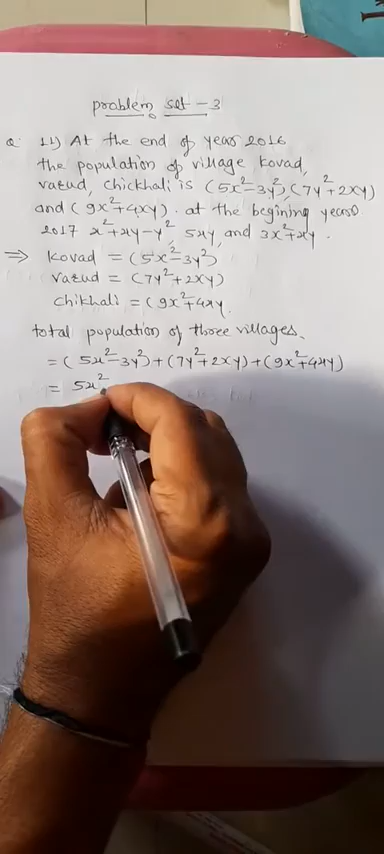 problem set - 3
Q. 11) At the end of year 2016
the population of village kovad,
varud, chickhali is (5x²-3y²), (7y²+2xy)
and (9x²+4xy). at the begining years
2017 x²+xy-y², 5xy, and 3x²+xy.
⇒ kovad = (5x²-3y²)
varud = (7y²+2xy)
chikhali = (9x²+4xy
total population of three villages.
= (5x²-3y²)+(7y²+2xy)+(9x²+4xy)
= 5x²